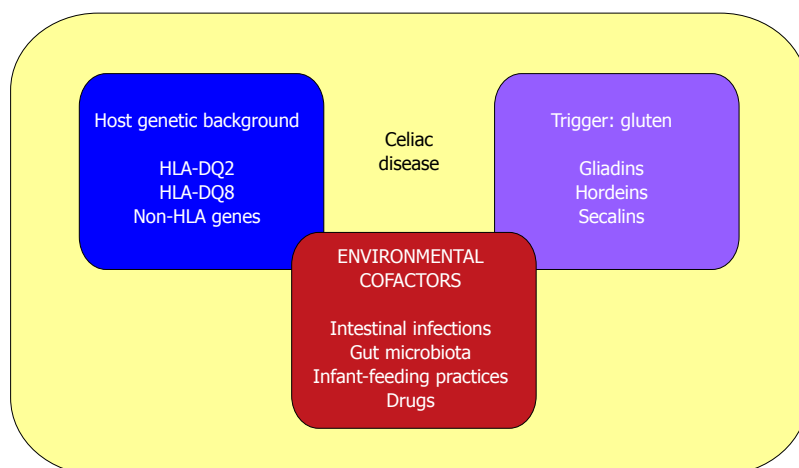 Host genetic background
HLA-DQ2
HLA-DQ8
Non-HLA genes
Celiac
disease
Trigger: gluten
Gliadins
Hordeins
Secalins
ENVIRONMENTAL
COFACTORS
Intestinal infections
Gut microbiota
Infant-feeding practices
Drugs